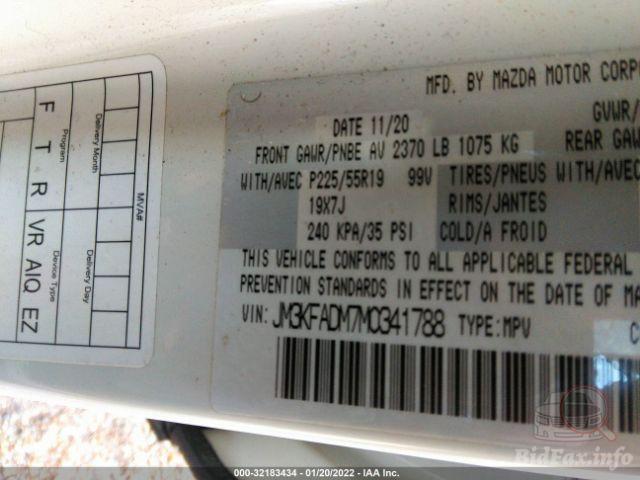 MFD. BY MAZDA MOTOR CORPO
GVWR/
DATE 11/20
FRONT GAWR/PNBE AV 2370 LB 1075 KG REAR GAW
WITH/AVEC P225/55R19 99V TIRES/PNEUS WITH/AVEC
19X7J RIMS/JANTES
240 KPA/35 PSI COLD/A FROID
THIS VEHICLE CONFORMS TO ALL APPLICABLE FEDERAL
PREVENTION STANDARDS IN EFFECT ON THE DATE OF MA
VIN: JM3KFADM7M0341788 TYPE: MPV C
MVA#
Delivery Month
Delivery Day
Program
Device Type
F T R VR AIQ EZ
BidFax.info
000-32183434 - 01/20/2022 - IAA Inc.